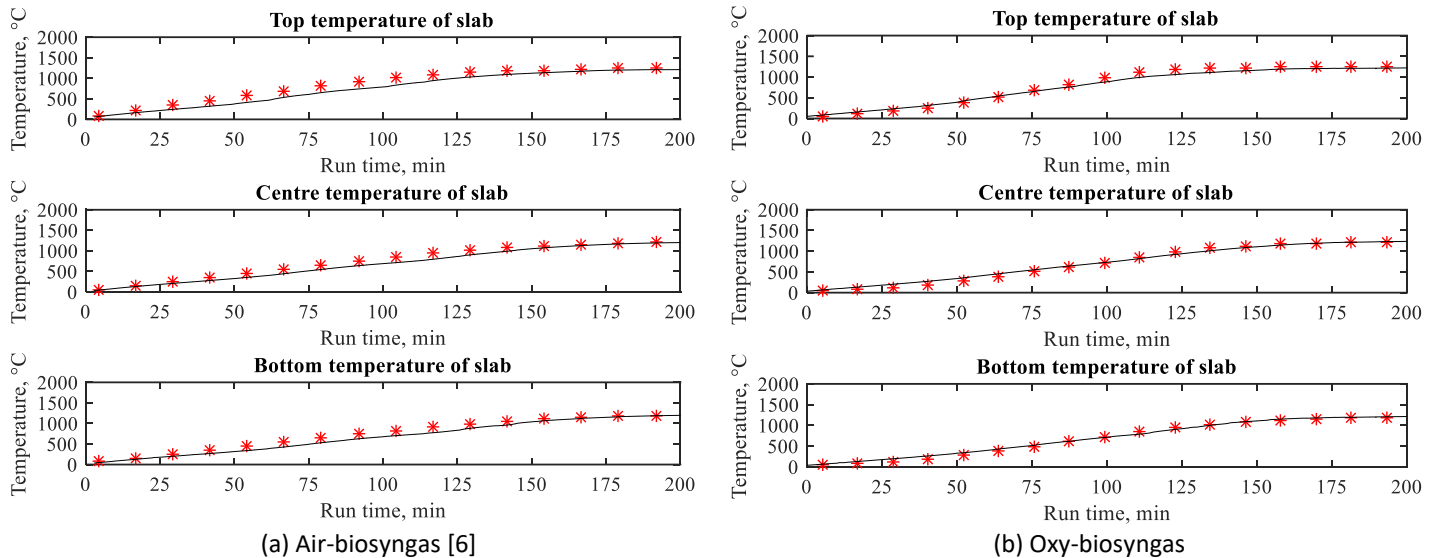 Top temperature of slab
Temperature, °C
2000
1500
1000
500
0
0 25 50 75 100 125 150 175 200
Run time, min
Centre temperature of slab
Temperature, °C
2000
1500
1000
500
0
0 25 50 75 100 125 150 175 200
Run time, min
Bottom temperature of slab
Temperature, °C
2000
1500
1000
500
0
0 25 50 75 100 125 150 175 200
Run time, min
(a) Air-biosyngas [6]
Top temperature of slab
Temperature, °C
2000
1500
1000
500
0
0 25 50 75 100 125 150 175 200
Run time, min
Centre temperature of slab
Temperature, °C
2000
1500
1000
500
0
0 25 50 75 100 125 150 175 200
Run time, min
Bottom temperature of slab
Temperature, °C
2000
1500
1000
500
0
0 25 50 75 100 125 150 175 200
Run time, min
(b) Oxy-biosyngas